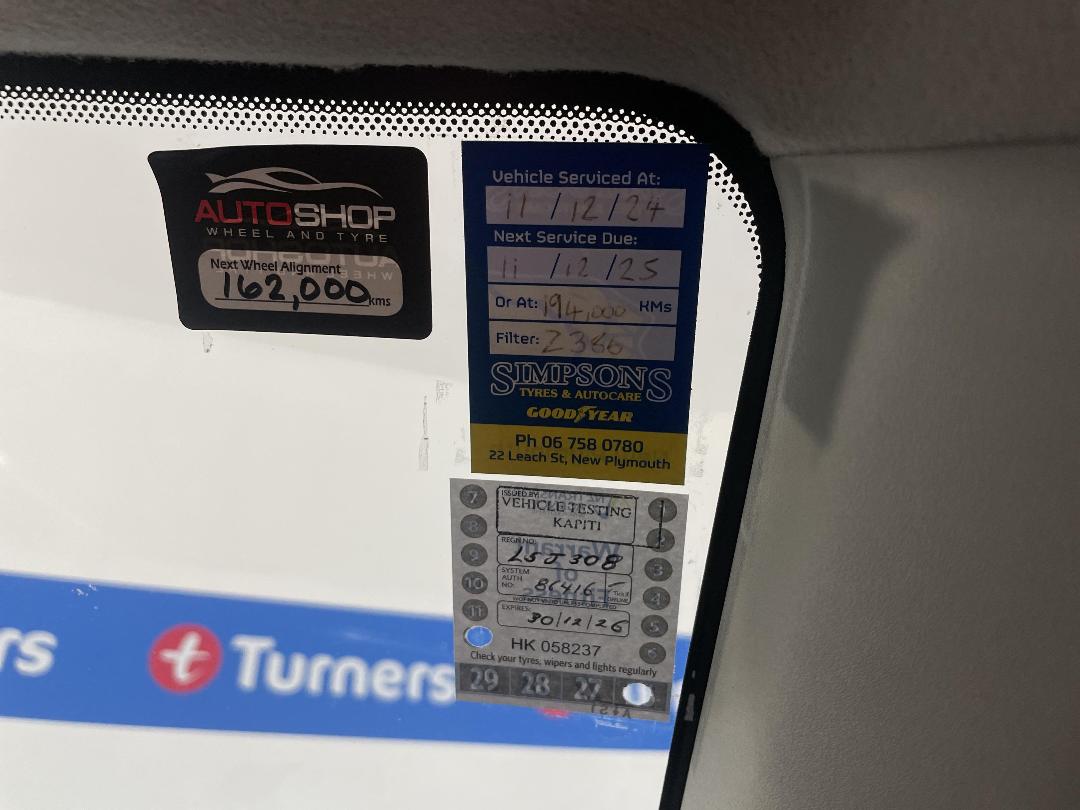 AUTOSHOP
WHEEL AND TYRE
Next Wheel Alignment
162,000 kms
Vehicle Serviced At:
11/12/24
Next Service Due:
11/12/25
Or At: 194,000 KMs
Filter: Z386
SIMPSONS
TYRES & AUTOCARE
GOODYEAR
Ph 06 758 0780
22 Leach St, New Plymouth
7 ISSUED BY 1
VEHICLE TESTING
8 KAPITI 2
REGN NO:
9 LSJ308 3
SYSTEM
AUTH
10 NO: 86416 4
11 EXPIRES: 30/12/26 5
HK 058237 6
Check your tyres, wipers and lights regularly
29 28 27
rs Turners